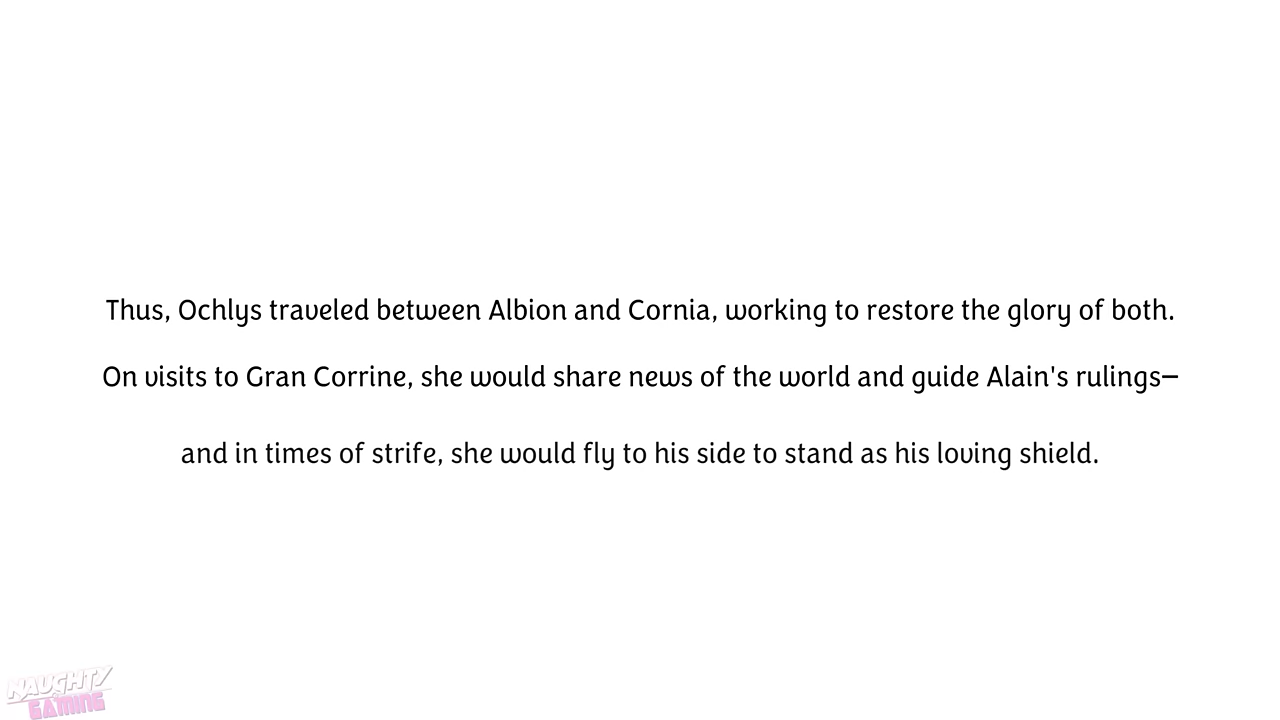 Thus, Ochlys traveled between Albion and Cornia, working to restore the glory of both.
On visits to Gran Corrine, she would share news of the world and guide Alain's rulings—
and in times of strife, she would fly to his side to stand as his loving shield.
NAUGHTY
GAMING